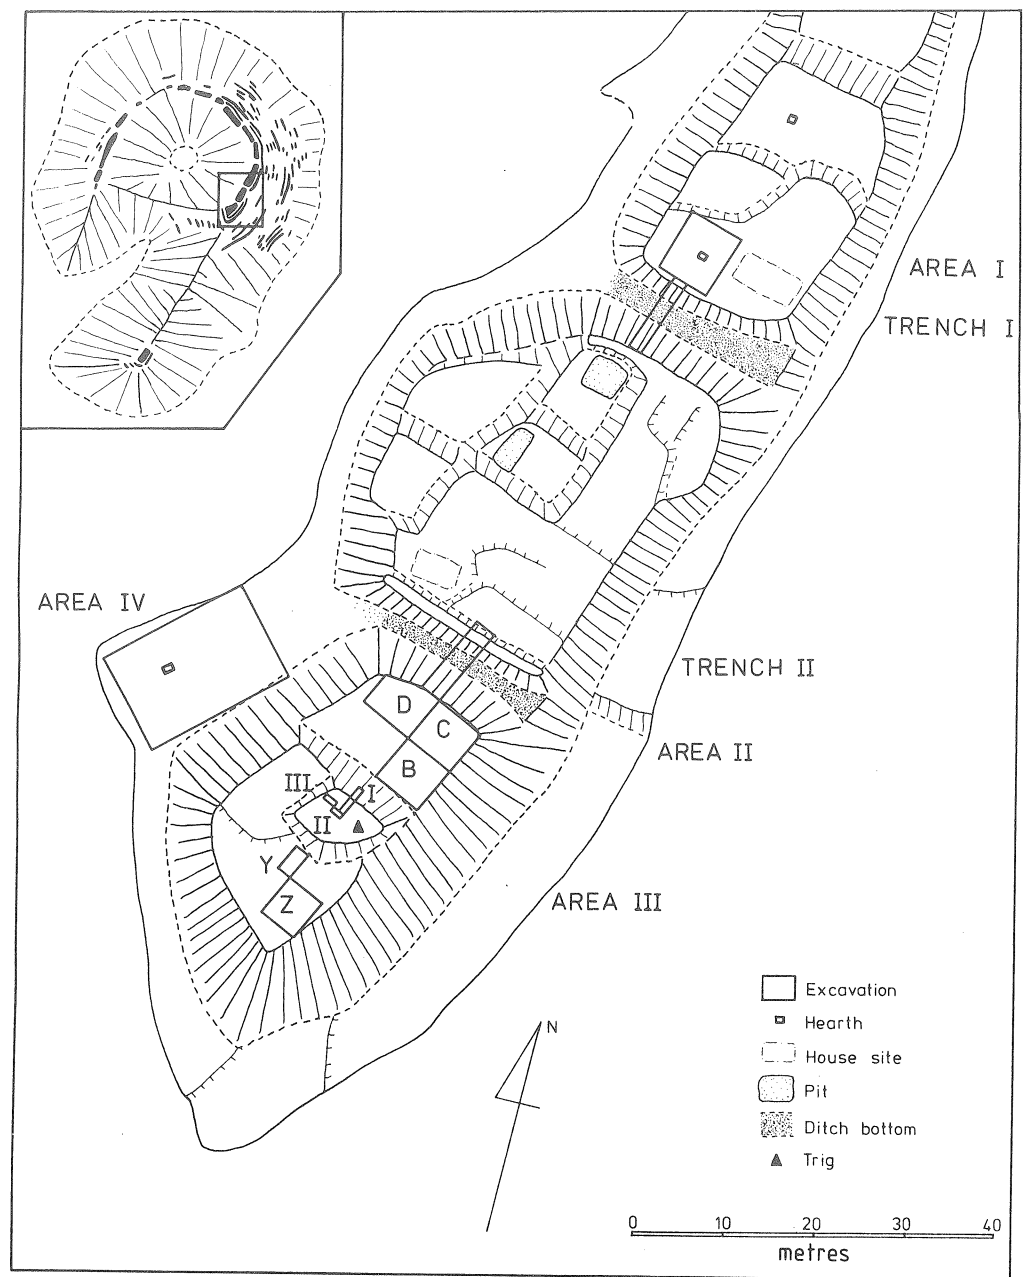 AREA I
TRENCH I
AREA IV
TRENCH II
D
C
AREA II
B
III
I
II
Y
Z
AREA III
Excavation
Hearth
N
House site
Pit
Ditch bottom
Trig
0 10 20 30 40
metres